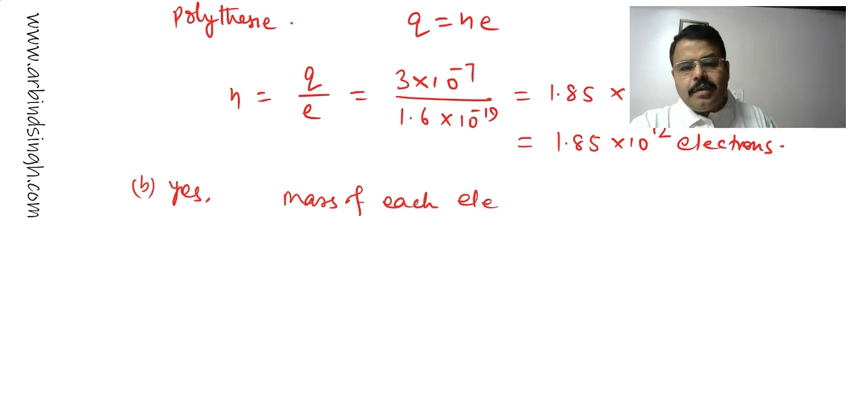 www.arbindsingh.com
Polythene. q = ne
n = q/e = 3×10⁻⁷/1.6×10⁻¹⁹ = 1.85 ×
= 1.85 ×10¹² electrons.
(b) yes, mass of each ele